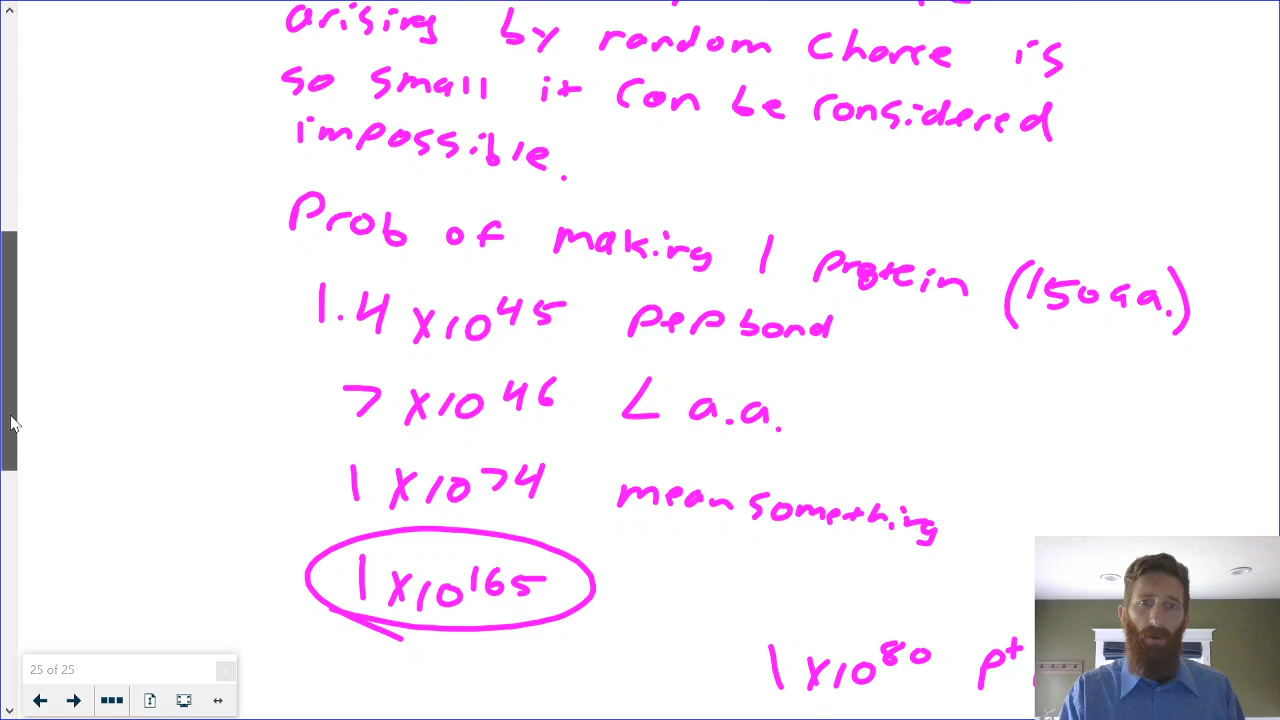 arising by random chance is
so small it can be considered
impossible.
Prob of making 1 protein (150 a.a.)
1.4 x 10^45 pep bond
7 x 10^46 L a.a.
1 x 10^74 mean something
1 x 10^165
1 x 10^80 p+
25 of 25